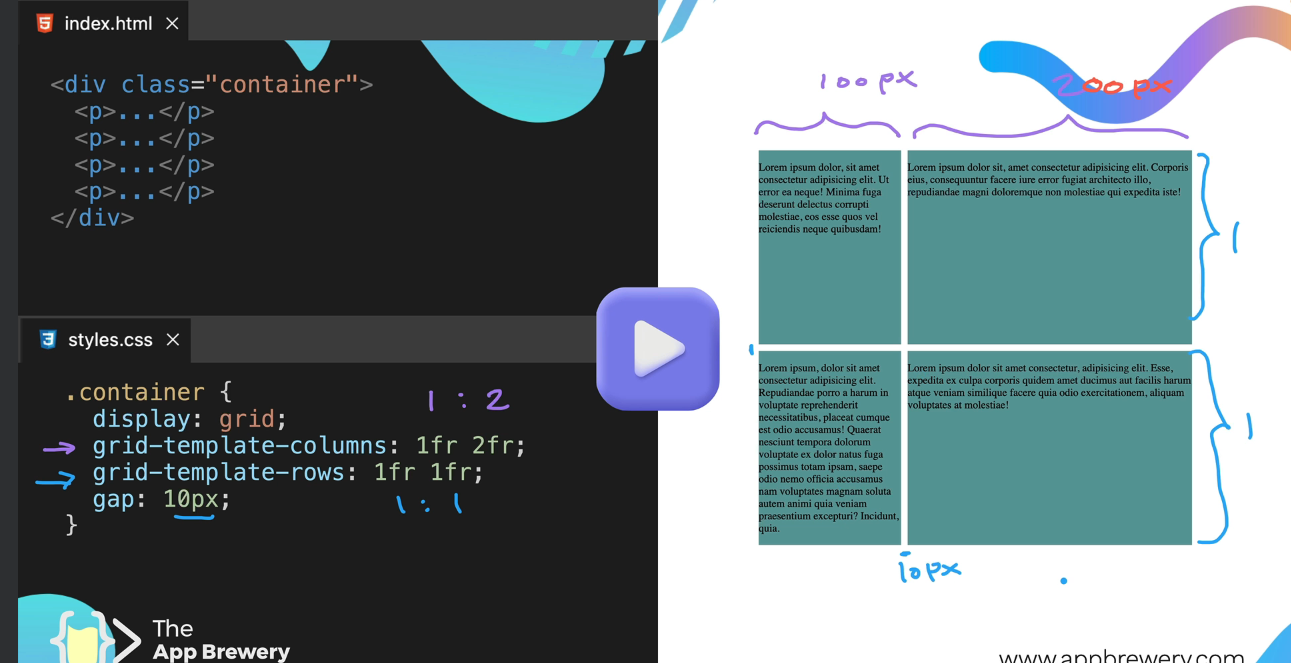 index.html ×
<div class="container">
<p>...</p>
<p>...</p>
<p>...</p>
<p>...</p>
</div>
styles.css ×
.container {
display: grid;
grid-template-columns: 1fr 2fr;
grid-template-rows: 1fr 1fr;
gap: 10px;
}
1 : 2
1 : 1
The
App Brewery
100px
200px
Lorem ipsum dolor, sit amet
consectetur adipisicing elit. Ut
error ea neque! Minima fuga
deserunt delectus corrupti
molestiae, eos esse quos vel
reiciendis neque quibusdam!
Lorem ipsum dolor sit, amet consectetur adipisicing elit. Corporis
eius, consequuntur facere iure error fugiat architecto illo,
repudiandae magni doloremque non molestiae qui expedita iste!
1
Lorem ipsum, dolor sit amet
consectetur adipisicing elit.
Repudiandae porro a harum in
voluptate reprehenderit
necessitatibus, placeat cumque
est odio accusamus! Quaerat
nesciunt tempora dolorum
voluptate ex dolor natus fuga
possimus totam ipsam, saepe
odio nemo officia accusamus
nam voluptates magnam soluta
autem animi quia veniam
praesentium excepturi? Incidunt,
quia.
Lorem ipsum dolor sit amet consectetur, adipisicing elit. Esse,
expedita ex culpa corporis quidem amet ducimus aut facilis harum
atque veniam similique facere quia odio exercitationem, aliquam
voluptates at molestiae!
1
10px
www.appbrewery.com